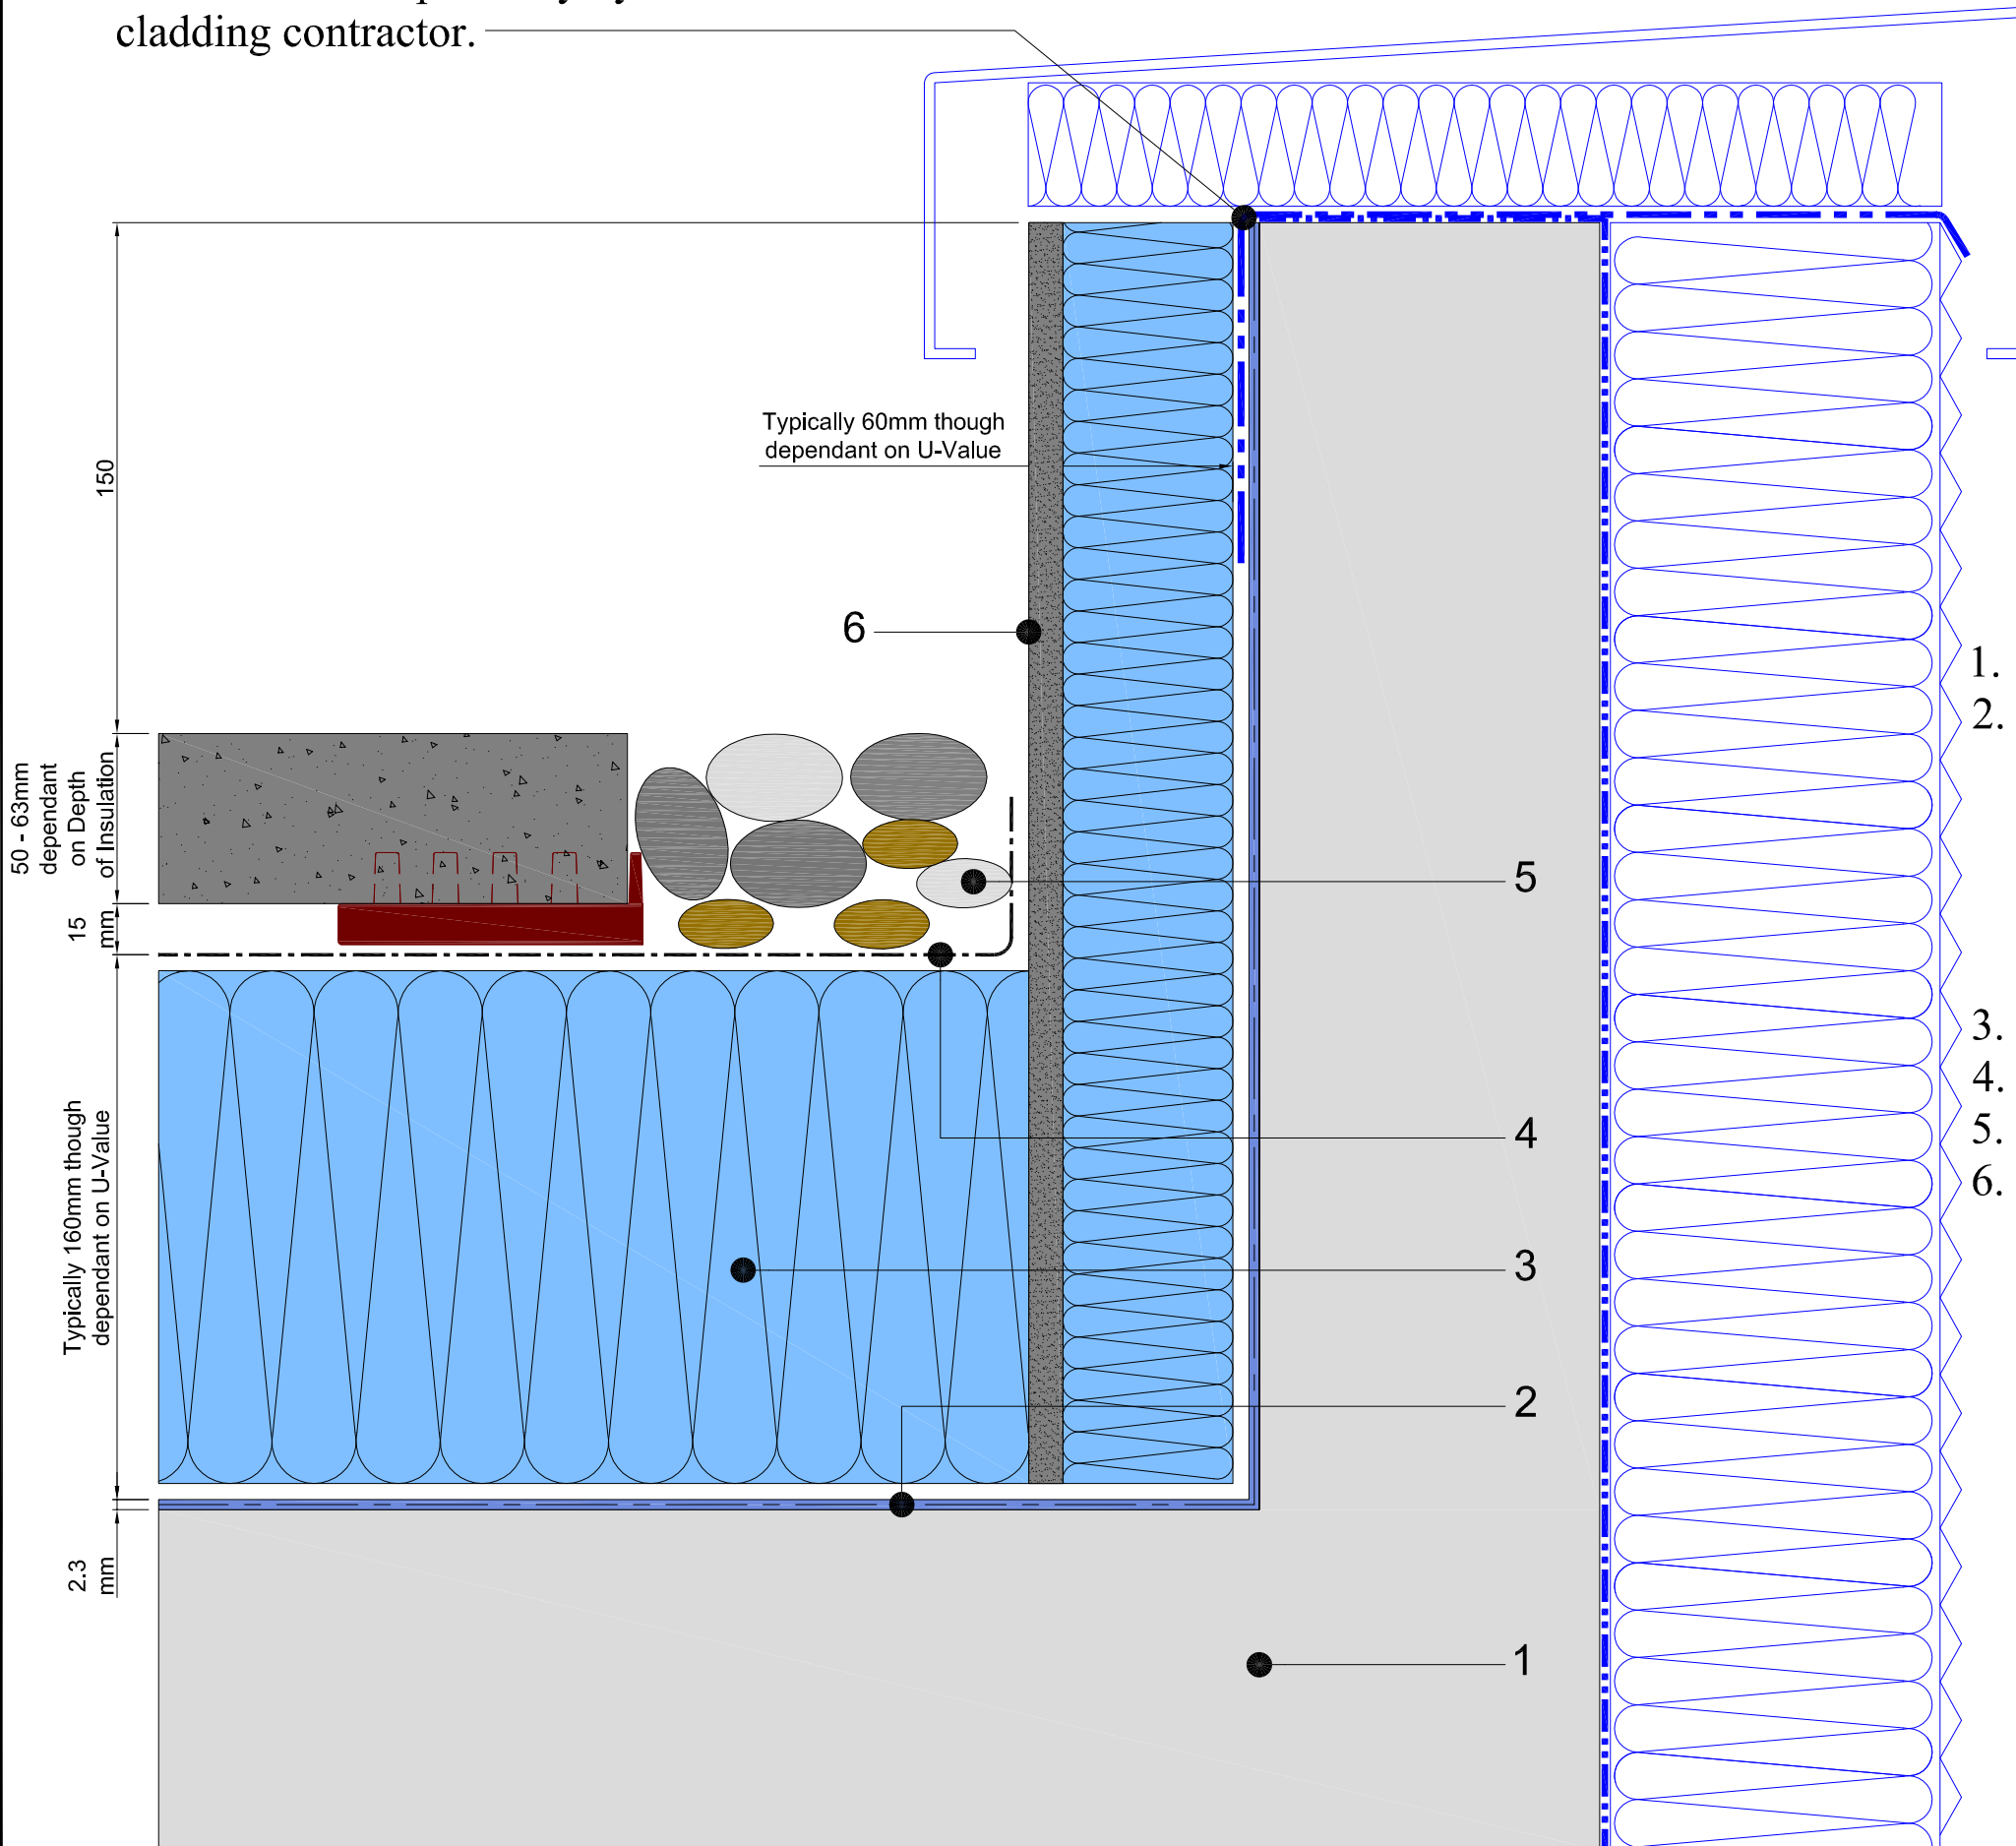 cladding contractor.
150
Typically 60mm though
dependant on U-Value
6
50 - 63mm
dependant
on Depth
of Insulation
15
mm
5
Typically 160mm though
dependant on U-Value
4
3
2
2.3
mm
1
1.
2.
3.
4.
5.
6.